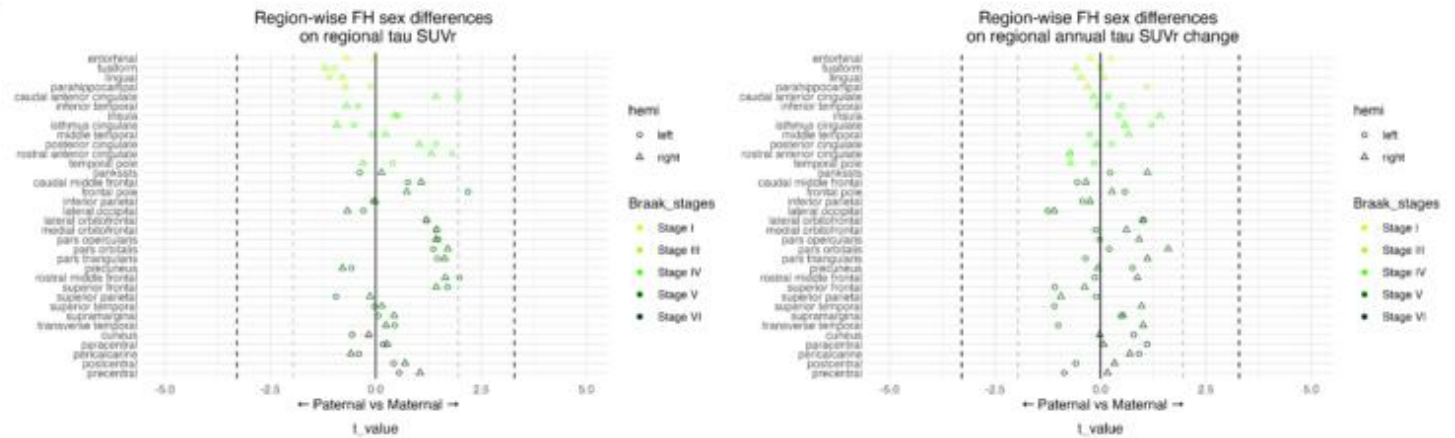 Region-wise FH sex differences
on regional tau SUVr
entorhinal
fusiform
lingual
parahippocampal
caudal anterior cingulate
inferior temporal
insula
isthmus cingulate
middle temporal
posterior cingulate
rostral anterior cingulate
temporal pole
bankssts
caudal middle frontal
frontal pole
inferior parietal
lateral occipital
lateral orbitofrontal
medial orbitofrontal
pars opercularis
pars orbitalis
pars triangularis
precuneus
rostral middle frontal
superior frontal
superior parietal
superior temporal
supramarginal
transverse temporal
cuneus
paracentral
pericalcarine
postcentral
precentral
-5.0 -2.5 0.0 2.5 5.0
← Paternal vs Maternal →
t_value
hemi
left
right
Braak_stages
Stage I
Stage III
Stage IV
Stage V
Stage VI
Region-wise FH sex differences
on regional annual tau SUVr change
entorhinal
fusiform
lingual
parahippocampal
caudal anterior cingulate
inferior temporal
insula
isthmus cingulate
middle temporal
posterior cingulate
rostral anterior cingulate
temporal pole
bankssts
caudal middle frontal
frontal pole
inferior parietal
lateral occipital
lateral orbitofrontal
medial orbitofrontal
pars opercularis
pars orbitalis
pars triangularis
precuneus
rostral middle frontal
superior frontal
superior parietal
superior temporal
supramarginal
transverse temporal
cuneus
paracentral
pericalcarine
postcentral
precentral
-5.0 -2.5 0.0 2.5 5.0
← Paternal vs Maternal →
t_value
hemi
left
right
Braak_stages
Stage I
Stage III
Stage IV
Stage V
Stage VI